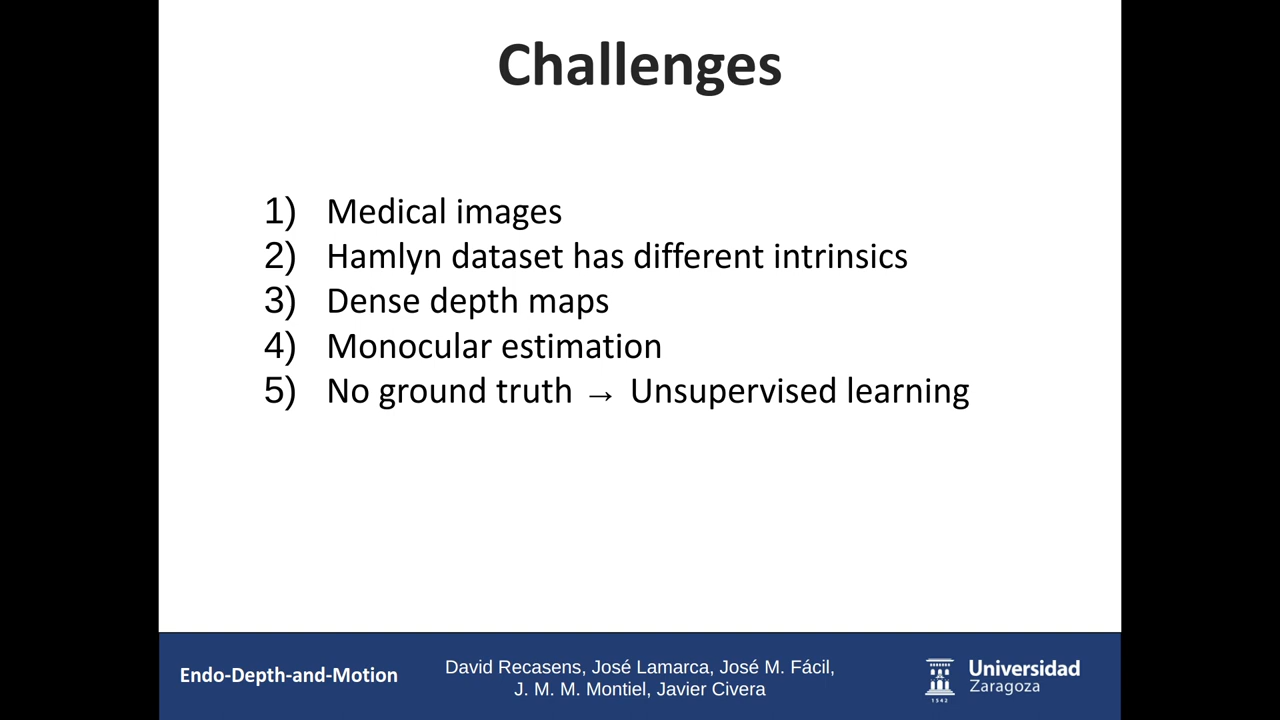 Challenges
1) Medical images
2) Hamlyn dataset has different intrinsics
3) Dense depth maps
4) Monocular estimation
5) No ground truth → Unsupervised learning
Endo-Depth-and-Motion
David Recasens, José Lamarca, José M. Fácil,
J. M. M. Montiel, Javier Civera
Universidad
Zaragoza
1542